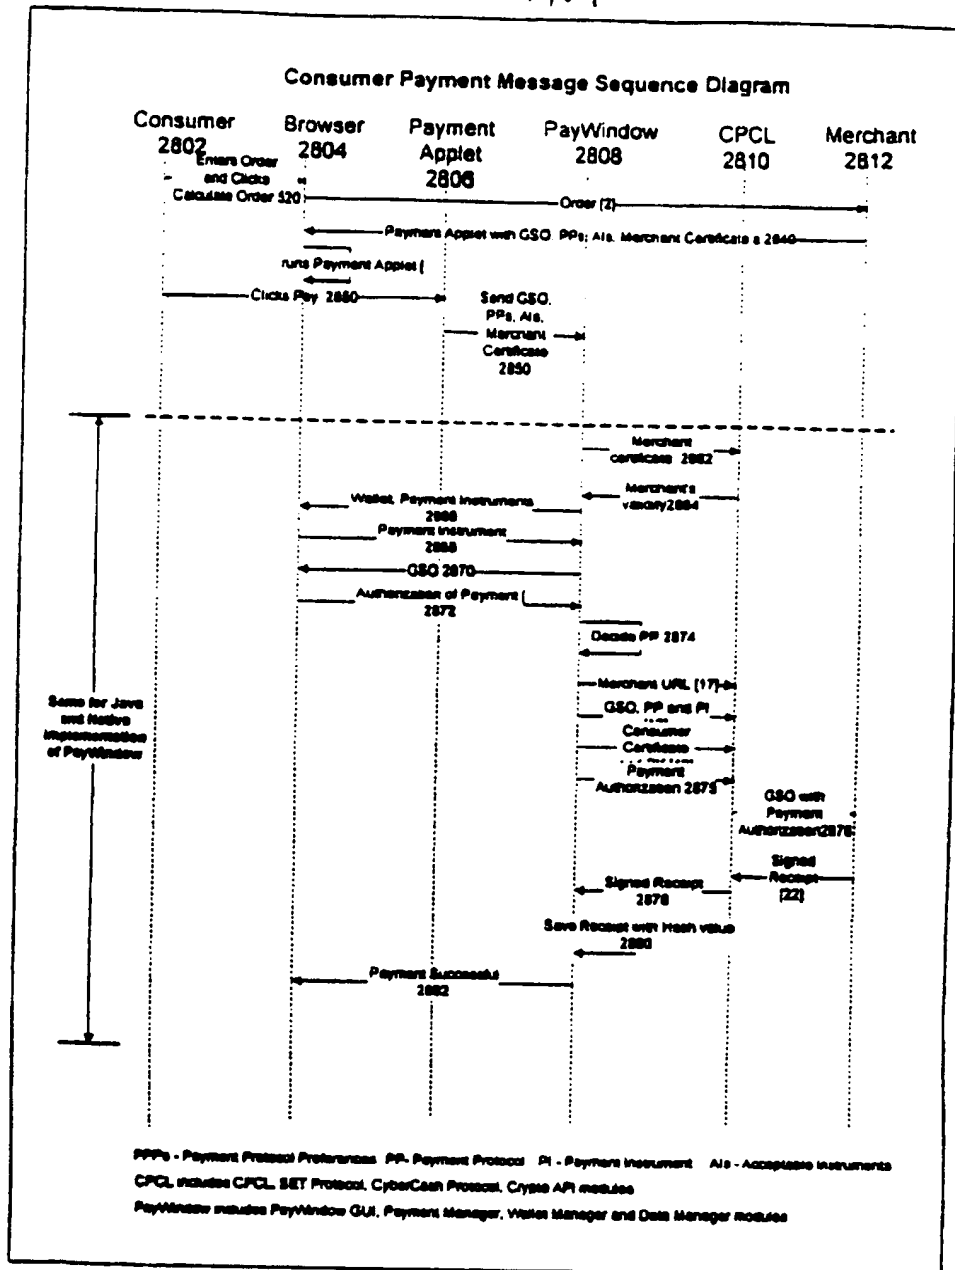 Consumer Payment Message Sequence Diagram
Consumer
2802
Browser
2804
Payment
Applet
2806
PayWindow
2808
CPCL
2810
Merchant
2812
Enters Order
and Clicks
Calculate Order 520
Order [2]
Payment Applet with GSO, PPs, AIs, Merchant Certificate s 2840
runs Payment Applet [
Clicks Pay 2860
Send GSO,
PPs, AIs,
Merchant
Certificate
2850
Merchant
certificate 2862
Merchant's
validity2864
Wallet, Payment Instruments
2866
Payment Instrument
2868
GSO 2870
Authorization of Payment [
2872
Decide PP 2874
Merchant URL [17]
GSO, PP and PI
Consumer
Certificate
Payment
Authorization 2875
GSO with
Payment
Authorization2876
Signed
Receipt
[22]
Signed Receipt
2878
Save Receipt with Hash value
2880
Payment Successful
2882
Same for Java
and Native
Implementation
of PayWindow
PPPs - Payment Protocol Preferences PP- Payment Protocol PI - Payment Instrument AIs - Acceptable Instruments
CPCL includes CPCL, SET Protocol, CyberCash Protocol, Crypto API modules
PayWindow includes PayWindow GUI, Payment Manager, Wallet Manager and Data Manager modules